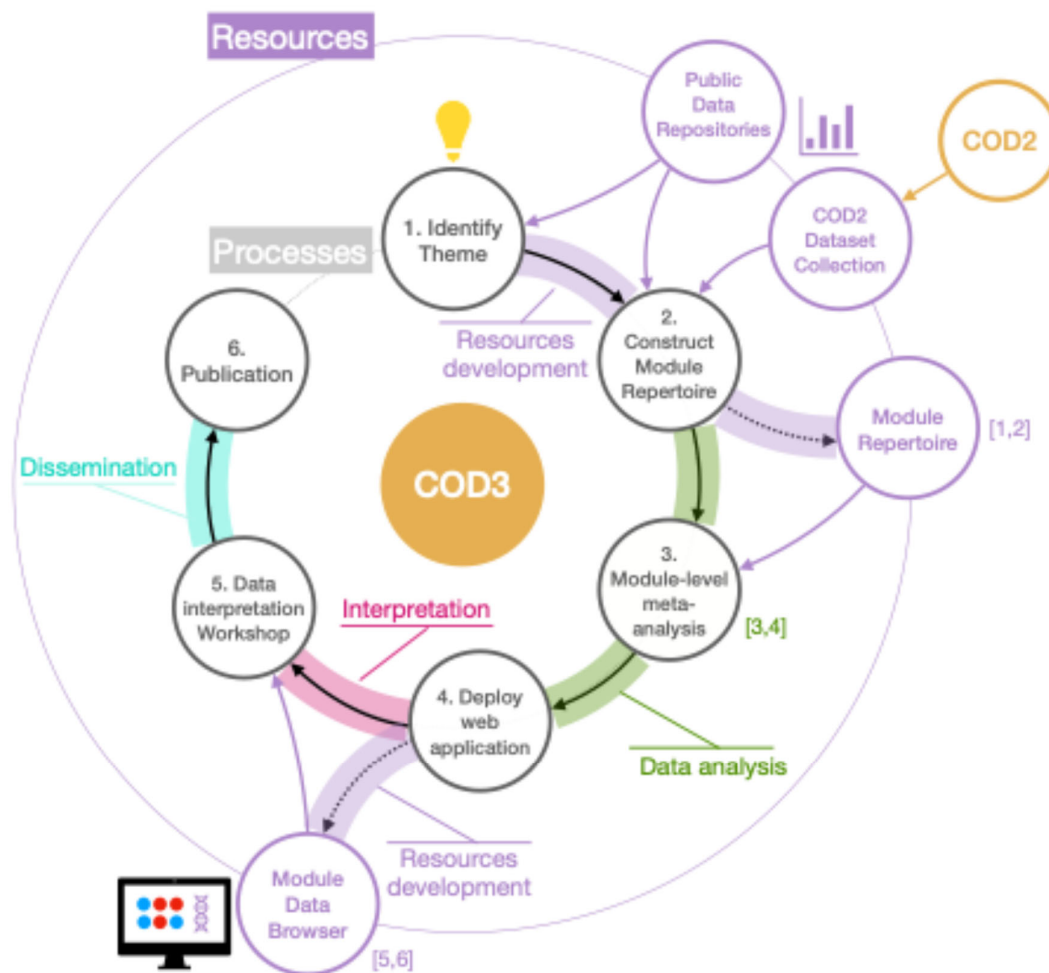 Resources
Public
Data
Repositories
COD2
1. Identify
Theme
COD2
Dataset
Collection
Processes
Resources
development
2.
Construct
Module
Repertoire
6.
Publication
Module
Repertoire
[1,2]
Dissemination
COD3
3.
Module-level
meta-
analysis
[3,4]
5. Data
interpretation
Workshop
Interpretation
4. Deploy
web
application
Data analysis
Resources
development
Module
Data
Browser
[5,6]